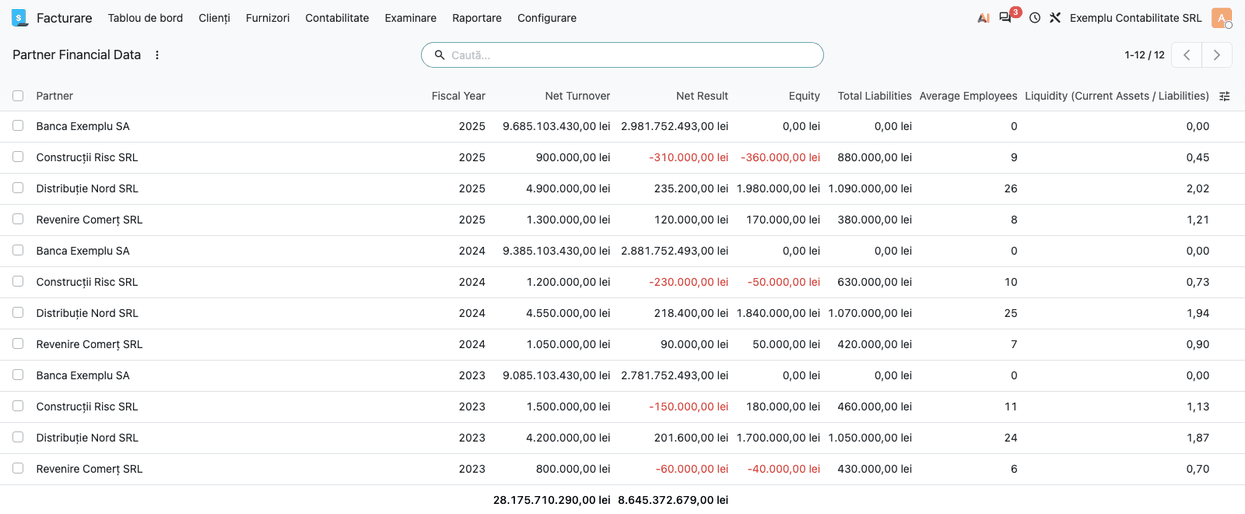 Facturare Tablou de bord Clienți Furnizori Contabilitate Examinare Raportare Configurare AI 3 Exemplu Contabilitate SRL A
Partner Financial Data Caută... 1-12 / 12
Partner Fiscal Year Net Turnover Net Result Equity Total Liabilities Average Employees Liquidity (Current Assets / Liabilities)
Banca Exemplu SA 2025 9.685.103.430,00 lei 2.981.752.493,00 lei 0,00 lei 0,00 lei 0 0,00
Construcții Risc SRL 2025 900.000,00 lei -310.000,00 lei -360.000,00 lei 880.000,00 lei 9 0,45
Distribuție Nord SRL 2025 4.900.000,00 lei 235.200,00 lei 1.980.000,00 lei 1.090.000,00 lei 26 2,02
Revenire Comerț SRL 2025 1.300.000,00 lei 120.000,00 lei 170.000,00 lei 380.000,00 lei 8 1,21
Banca Exemplu SA 2024 9.385.103.430,00 lei 2.881.752.493,00 lei 0,00 lei 0,00 lei 0 0,00
Construcții Risc SRL 2024 1.200.000,00 lei -230.000,00 lei -50.000,00 lei 630.000,00 lei 10 0,73
Distribuție Nord SRL 2024 4.550.000,00 lei 218.400,00 lei 1.840.000,00 lei 1.070.000,00 lei 25 1,94
Revenire Comerț SRL 2024 1.050.000,00 lei 90.000,00 lei 50.000,00 lei 420.000,00 lei 7 0,90
Banca Exemplu SA 2023 9.085.103.430,00 lei 2.781.752.493,00 lei 0,00 lei 0,00 lei 0 0,00
Construcții Risc SRL 2023 1.500.000,00 lei -150.000,00 lei 180.000,00 lei 460.000,00 lei 11 1,13
Distribuție Nord SRL 2023 4.200.000,00 lei 201.600,00 lei 1.700.000,00 lei 1.050.000,00 lei 24 1,87
Revenire Comerț SRL 2023 800.000,00 lei -60.000,00 lei -40.000,00 lei 430.000,00 lei 6 0,70
28.175.710.290,00 lei 8.645.372.679,00 lei